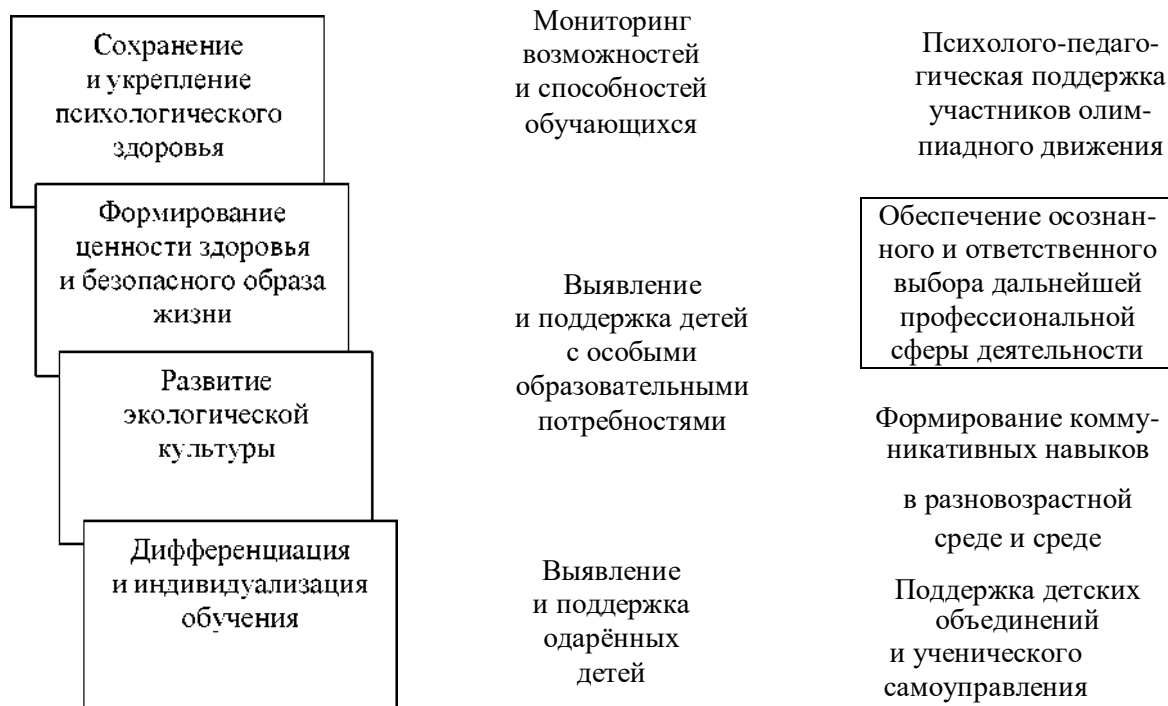 Сохранение
и укрепление
психологического
здоровья
Формирование
ценности здоровья
и безопасного образа
жизни
Развитие
экологической
культуры
Дифференциация
и индивидуализация
обучения
Мониторинг
возможностей
и способностей
обучающихся
Выявление
и поддержка детей
с особыми
образовательными
потребностями
Выявление
и поддержка
одарённых
детей
Психолого-педаго-
гическая поддержка
участников олим-
пиадного движения
Обеспечение осознан-
ного и ответственного
выбора дальнейшей
профессиональной
сферы деятельности
Формирование комму-
никативных навыков
в разновозрастной
среде и среде
Поддержка детских
объединений
и ученического
самоуправления